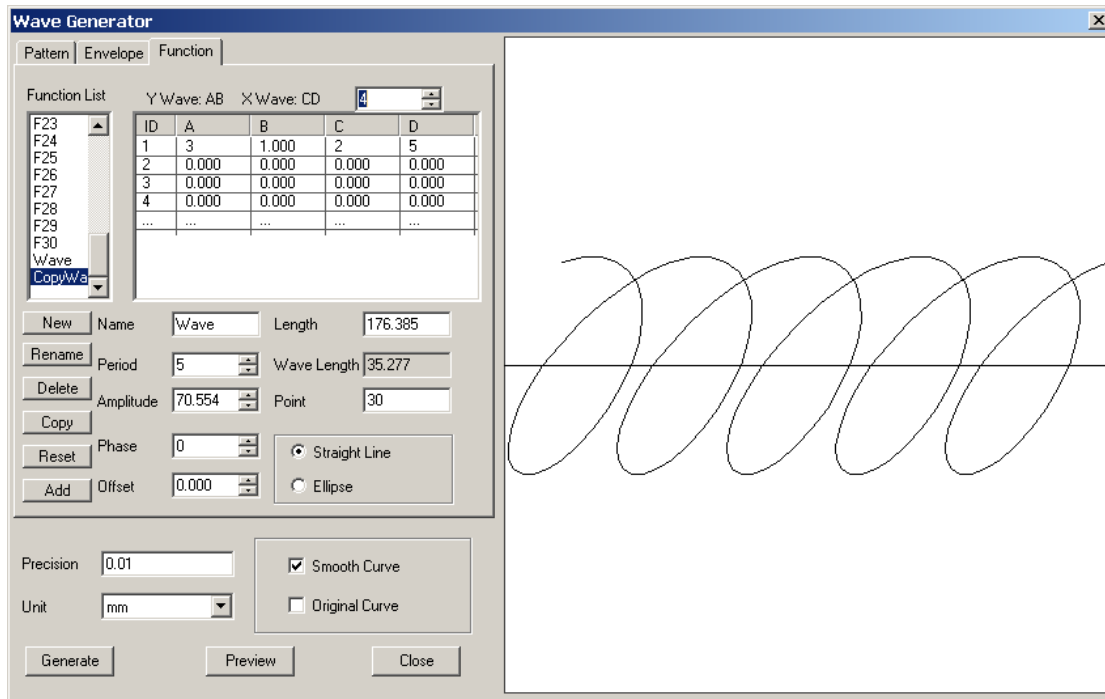 Wave Generator
Pattern Envelope Function
Function List Y Wave: AB X Wave: CD 4
F23
F24
F25
F26
F27
F28
F29
F30
Wave
CopyWa
ID A B C D
1 3 1.000 2 5
2 0.000 0.000 0.000 0.000
3 0.000 0.000 0.000 0.000
4 0.000 0.000 0.000 0.000
... ... ... ... ...
New Name Wave Length 176.385
Rename Period 5 Wave Length 35.277
Delete Amplitude 70.554 Point 30
Copy
Reset Phase 0 Straight Line
Add Offset 0.000 Ellipse
Precision 0.01 Smooth Curve
Unit mm Original Curve
Generate Preview Close